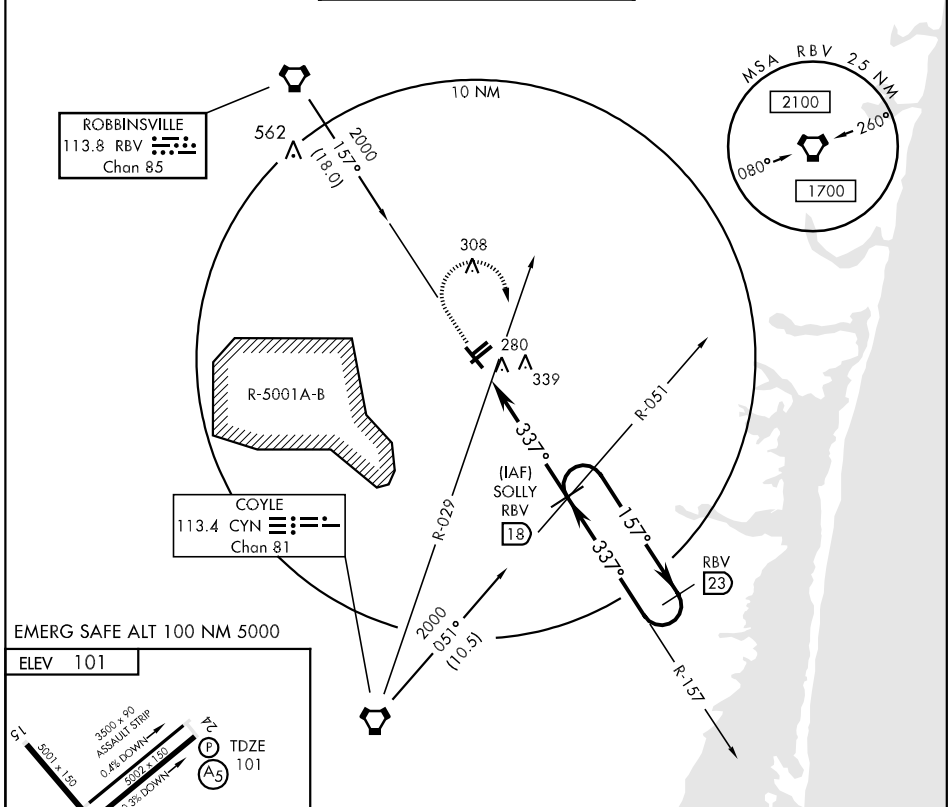 10 NM
MSA RBV 25 NM
2100
260°
080°
1700
ROBBINSVILLE
113.8 RBV
Chan 85
562
2000
157°
(18.0)
308
280
339
R-5001A-B
R-051
337°
(IAF)
SOLLY
RBV
18
157°
337°
RBV
23
COYLE
113.4 CYN
Chan 81
R-029
2000
051°
(10.5)
R-157
EMERG SAFE ALT 100 NM 5000
ELEV 101
15
5001 x 150
3500 x 90
ASSAULT STRIP
0.4% DOWN
5002 x 150
0.3% DOWN
24
P
A5
TDZE
101